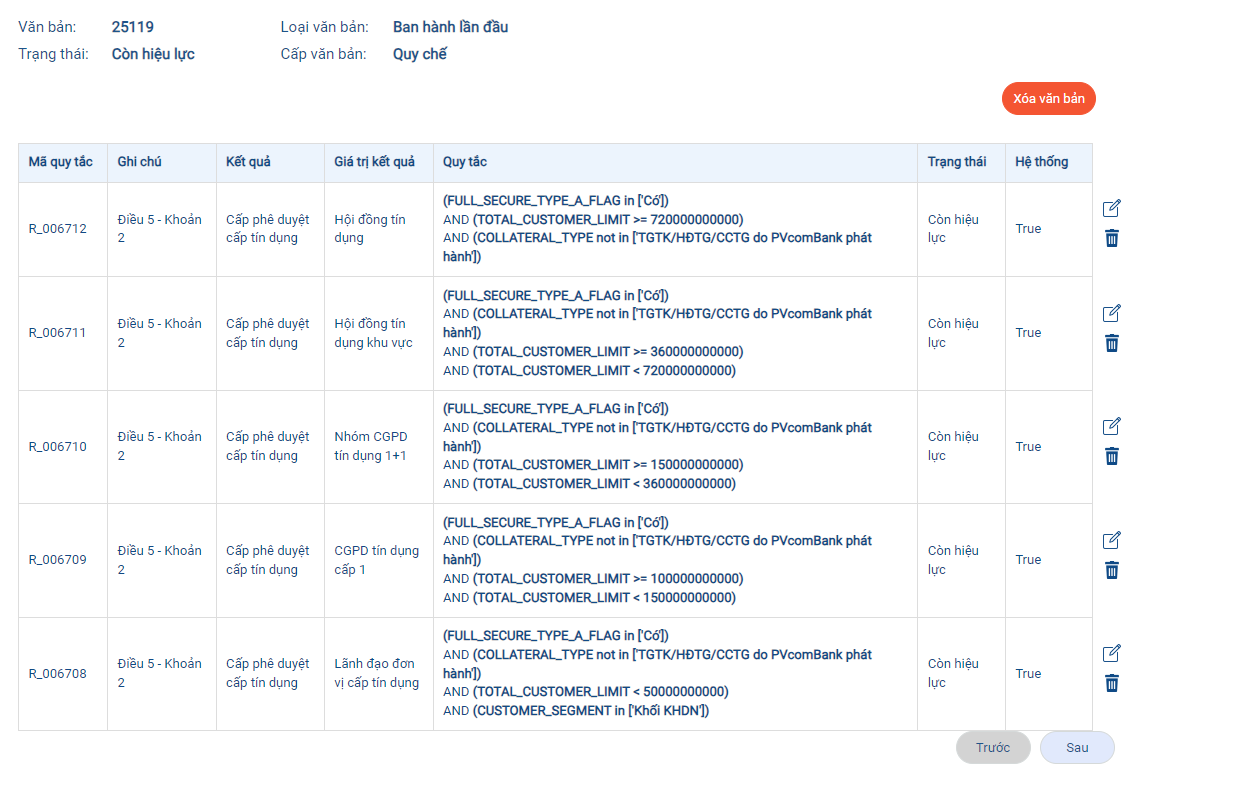 Văn bản: 25119 Loại văn bản: Ban hành lần đầu
Trạng thái: Còn hiệu lực Cấp văn bản: Quy chế
Xóa văn bản
Mã quy tắc Ghi chú Kết quả Giá trị kết quả Quy tắc Trạng thái Hệ thống
R_006712
Điều 5 - Khoản
2
Cấp phê duyệt
cấp tín dụng
Hội đồng tín
dụng
(FULL_SECURE_TYPE_A_FLAG in ['Có'])
AND (TOTAL_CUSTOMER_LIMIT >= 720000000000)
AND (COLLATERAL_TYPE not in ['TGTK/HĐTG/CCTG do PVcomBank phát
hành'])
Còn hiệu
lực
True
R_006711
Điều 5 - Khoản
2
Cấp phê duyệt
cấp tín dụng
Hội đồng tín
dụng khu vực
(FULL_SECURE_TYPE_A_FLAG in ['Có'])
AND (COLLATERAL_TYPE not in ['TGTK/HĐTG/CCTG do PVcomBank phát
hành'])
AND (TOTAL_CUSTOMER_LIMIT >= 360000000000)
AND (TOTAL_CUSTOMER_LIMIT < 720000000000)
Còn hiệu
lực
True
R_006710
Điều 5 - Khoản
2
Cấp phê duyệt
cấp tín dụng
Nhóm CGPD
tín dụng 1+1
(FULL_SECURE_TYPE_A_FLAG in ['Có'])
AND (COLLATERAL_TYPE not in ['TGTK/HĐTG/CCTG do PVcomBank phát
hành'])
AND (TOTAL_CUSTOMER_LIMIT >= 150000000000)
AND (TOTAL_CUSTOMER_LIMIT < 360000000000)
Còn hiệu
lực
True
R_006709
Điều 5 - Khoản
2
Cấp phê duyệt
cấp tín dụng
CGPD tín dụng
cấp 1
(FULL_SECURE_TYPE_A_FLAG in ['Có'])
AND (COLLATERAL_TYPE not in ['TGTK/HĐTG/CCTG do PVcomBank phát
hành'])
AND (TOTAL_CUSTOMER_LIMIT >= 100000000000)
AND (TOTAL_CUSTOMER_LIMIT < 150000000000)
Còn hiệu
lực
True
R_006708
Điều 5 - Khoản
2
Cấp phê duyệt
cấp tín dụng
Lãnh đạo đơn
vị cấp tín dụng
(FULL_SECURE_TYPE_A_FLAG in ['Có'])
AND (COLLATERAL_TYPE not in ['TGTK/HĐTG/CCTG do PVcomBank phát
hành'])
AND (TOTAL_CUSTOMER_LIMIT < 50000000000)
AND (CUSTOMER_SEGMENT in ['Khối KHDN'])
Còn hiệu
lực
True
Trước Sau